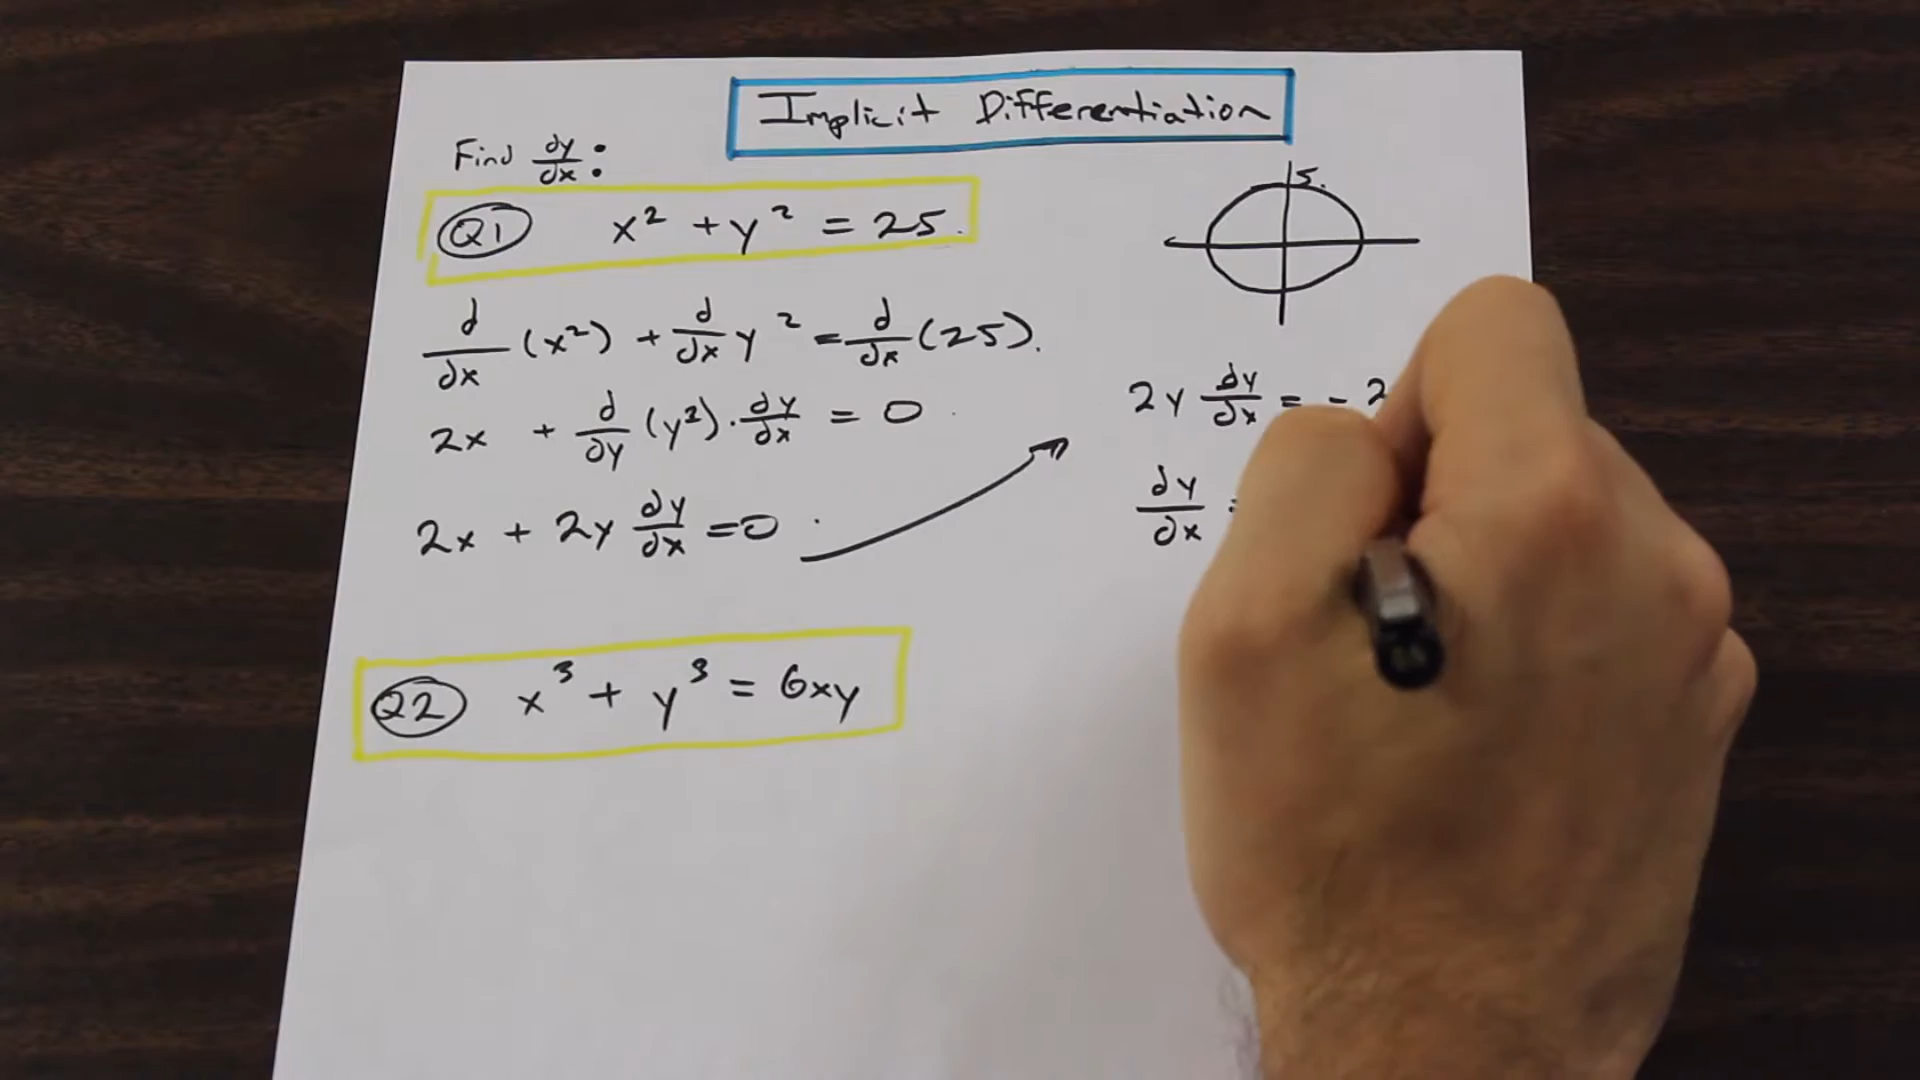 Implicit Differentiation
Find dy/dx:
Q1 x² + y² = 25.
5.
d/dx (x²) + d/dx y² = d/dx (25).
2x + d/dy (y²) · dy/dx = 0
2x + 2y dy/dx = 0
2y dy/dx = - 2
dy/dx =
Q2 x³ + y³ = 6xy